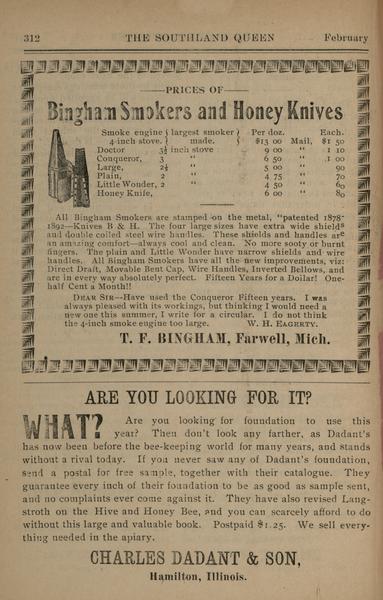 312 THE SOUTHLAND QUEEN February
PRICES OF
Bingham Smokers and Honey Knives
Smoke engine } largest smoker } Per doz. Each.
4-inch stove. } made. } $13 00 Mail, $1 50
Doctor 3½ inch stove 9 00 " 1 10
Conqueror, 3 " 6 50 " 1 00
Large, 2½ " 5 00 " 90
Plain, 2 " 4 75 " 70
Little Wonder, 2 " 4 50 " 60
Honey Knife, 6 00 " 80
All Bingham Smokers are stamped on the metal, "patented 1878-
1892—Knives B & H. The four large sizes have extra wide shields
and double coiled steel wire handles. These shields and handles are
an amazing comfort—always cool and clean. No more sooty or burnt
fingers. The plain and Little Wonder have narrow shields and wire
handles. All Bingham Smokers have all the new improvements, viz:
Direct Draft, Movable Bent Cap, Wire Handles, Inverted Bellows, and
are in every way absolutely perfect. Fifteen Years for a Dollar! One-
half Cent a Month!!
DEAR SIR—Have used the Conqueror Fifteen years. I was
always pleased with its workings, but thinking I would need a
new one this summer, I write for a circular. I do not think
the 4-inch smoke engine too large. W. H. EAGERTY.
T. F. BINGHAM, Farwell, Mich.
ARE YOU LOOKING FOR IT?
WHAT? Are you looking for foundation to use this
year? Then don't look any farther, as Dadant's
has now been before the bee-keeping world for many years, and stands
without a rival today. If you never saw any of Dadant's foundation,
send a postal for free sample, together with their catalogue. They
guarantee every inch of their foundation to be as good as sample sent,
and no complaints ever come against it. They have also revised Lang-
stroth on the Hive and Honey Bee, and you can scarcely afford to do
without this large and valuable book. Postpaid $1.25. We sell every-
thing needed in the apiary.
CHARLES DADANT & SON,
Hamilton, Illinois.